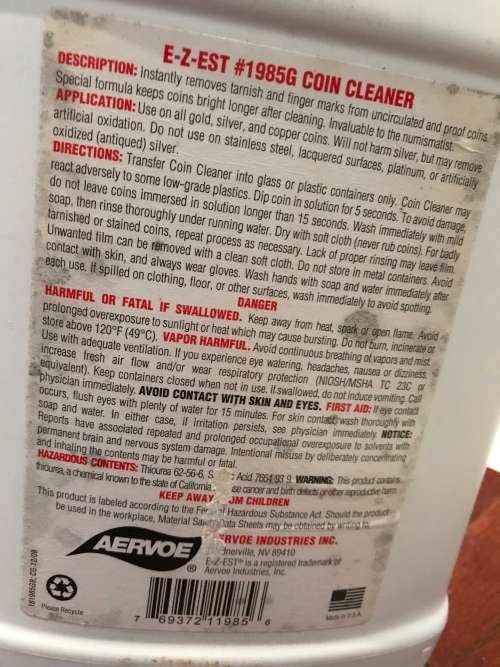 E-Z-EST #1985G COIN CLEANER
DESCRIPTION: Instantly removes tarnish and finger marks from uncirculated and proof coins.
Special formula keeps coins bright longer after cleaning. Invaluable to the numismatist.
APPLICATION: Use on all gold, silver, and copper coins. Will not harm silver, but may remove
artificial oxidation. Do not use on stainless steel, lacquered surfaces, platinum, or artificially
oxidized (antiqued) silver.
DIRECTIONS: Transfer Coin Cleaner into glass or plastic containers only. Coin Cleaner may
react adversely to some low-grade plastics. Dip coin in solution for 5 seconds. To avoid damage,
do not leave coins immersed in solution longer than 15 seconds. Wash immediately with mild
soap, then rinse thoroughly under running water. Dry with soft cloth (never rub coins). For badly
tarnished or stained coins, repeat process as necessary. Lack of proper rinsing may leave film.
Unwanted film can be removed with a clean soft cloth. Do not store in metal containers. Avoid
contact with skin, and always wear gloves. Wash hands with soap and water immediately after
each use. If spilled on clothing, floor, or other surfaces, wash immediately to avoid spotting.
DANGER
HARMFUL OR FATAL IF SWALLOWED. Keep away from heat, spark or open flame. Avoid
prolonged overexposure to sunlight or heat which may cause bursting. Do not burn, incinerate or
store above 120°F (49°C). VAPOR HARMFUL. Avoid continuous breathing of vapors and mist.
Use with adequate ventilation. If you experience eye watering, headaches, nausea or dizziness
increase fresh air flow and/or wear respiratory protection (NIOSH/MSHA TC 23C or
equivalent). Keep containers closed when not in use. If swallowed, do not induce vomiting. Call
physician immediately. AVOID CONTACT WITH SKIN AND EYES. FIRST AID: If eye contact
occurs, flush eyes with plenty of water for 15 minutes. For skin contact, wash thoroughly with
soap and water. In either case, if irritation persists, see physician immediately. NOTICE:
Reports have associated repeated and prolonged occupational overexposure to solvents with
permanent brain and nervous system damage. Intentional misuse by deliberately concentrating
and inhaling the contents may be harmful or fatal.
HAZARDOUS CONTENTS: Thiourea 62-56-6, S Acid 7664 93 9. WARNING: This product contains
thiourea, a chemical known to the state of California se cancer and birth defects or other reproductive harm.
KEEP AWAY OM CHILDREN
This product is labeled according to the Fe l Hazardous Substance Act. Should the product
be used in the workplace, Material Safe Data Sheets may be obtained by writing to
AERVOE
RVOE INDUSTRIES INC.
nerville, NV 89410
E-Z-EST® is a registered trademark of
® Aervoe Industries, Inc.
Please Recycle
7 69372 11985 6
Made in U.S.A.